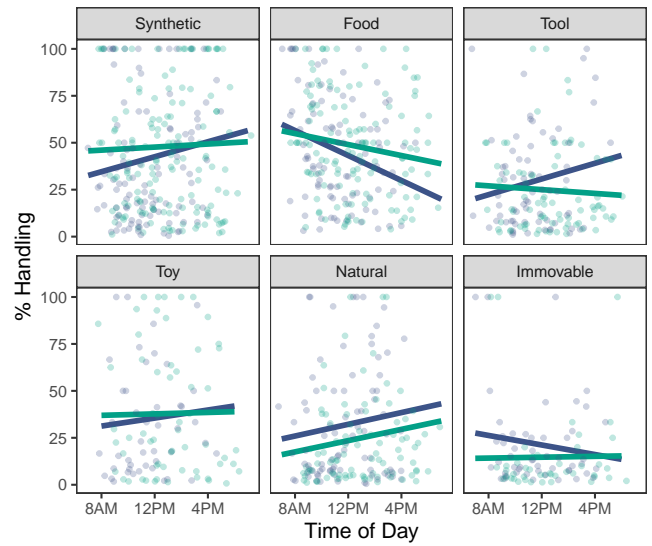 Synthetic Food Tool
100
75
50
25
0
Toy Natural Immovable
100
75
50
25
0
% Handling
8AM 12PM 4PM 8AM 12PM 4PM 8AM 12PM 4PM
Time of Day